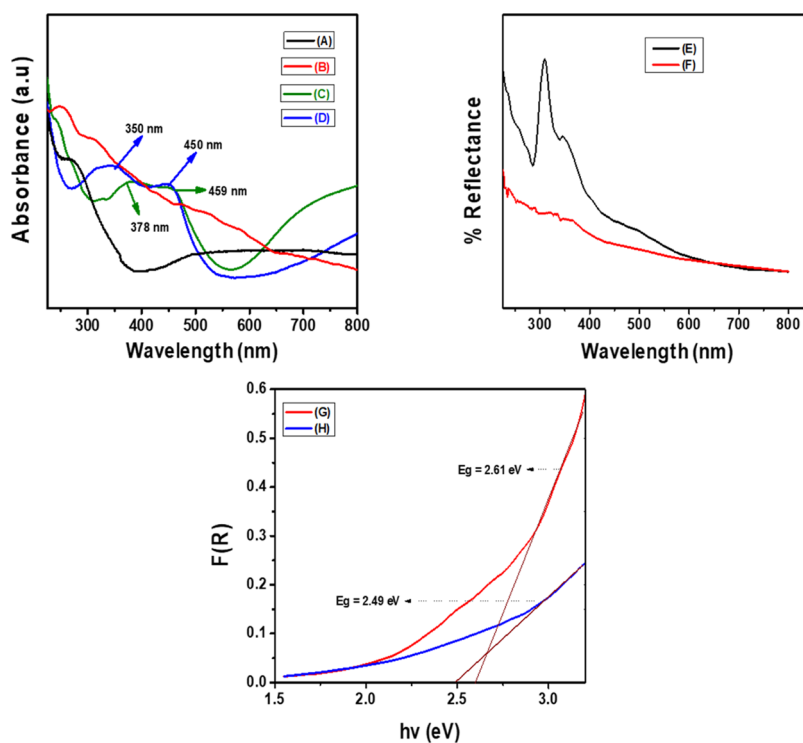 Absorbance (a.u)
(A)
(B)
(C)
(D)
350 nm
450 nm
459 nm
378 nm
300 400 500 600 700 800
Wavelength (nm)
% Reflectance
(E)
(F)
300 400 500 600 700 800
Wavelength (nm)
F(R)
0.6
0.5
0.4
0.3
0.2
0.1
0.0
(G)
(H)
Eg = 2.61 eV
Eg = 2.49 eV
1.5 2.0 2.5 3.0
hv (eV)